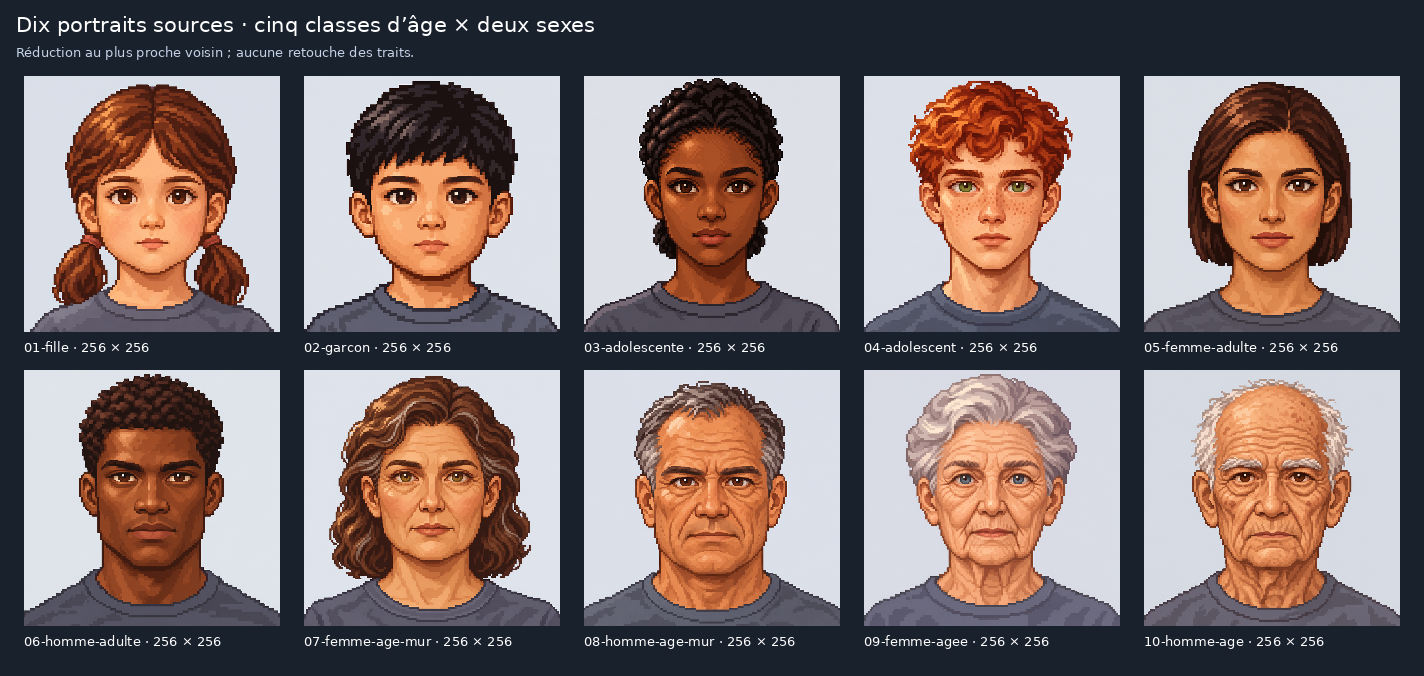 Dix portraits sources · cinq classes d’âge × deux sexes
Réduction au plus proche voisin ; aucune retouche des traits.
01-fille · 256 × 256
02-garcon · 256 × 256
03-adolescente · 256 × 256
04-adolescent · 256 × 256
05-femme-adulte · 256 × 256
06-homme-adulte · 256 × 256
07-femme-age-mur · 256 × 256
08-homme-age-mur · 256 × 256
09-femme-agee · 256 × 256
10-homme-age · 256 × 256